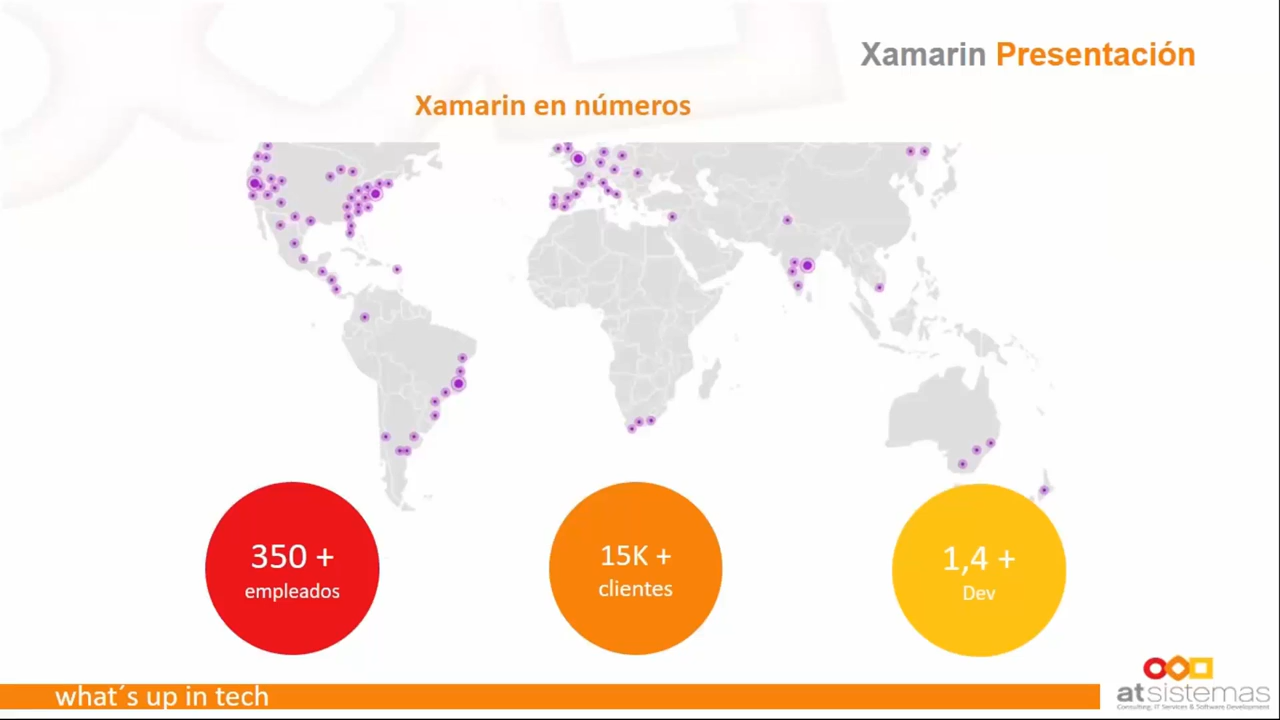 Xamarin Presentación
Xamarin en números
350 +
empleados
15K +
clientes
1,4 +
Dev
what´s up in tech
atsistemas
Consulting, IT Services & Software Development